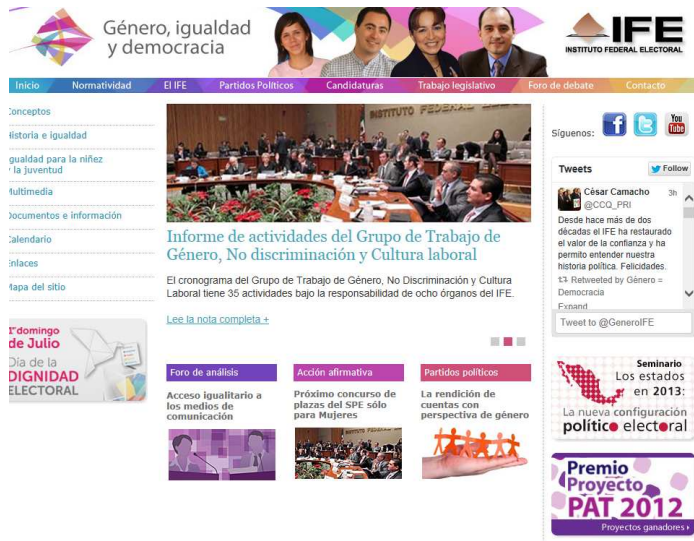 Género, igualdad
y democracia
IFE
INSTITUTO FEDERAL ELECTORAL
Inicio Normatividad El IFE Partidos Políticos Candidaturas Trabajo legislativo Foro de debate Contacto
Conceptos
Historia e igualdad
Igualdad para la niñez
y la juventud
Multimedia
Documentos e información
Calendario
Enlaces
Mapa del sitio
1er domingo
de Julio
Día de la
DIGNIDAD
ELECTORAL
INSTITUTO FEDERAL
Informe de actividades del Grupo de Trabajo de
Género, No discriminación y Cultura laboral
El cronograma del Grupo de Trabajo de Género, No Discriminación y Cultura
Laboral tiene 35 actividades bajo la responsabilidad de ocho órganos del IFE.
Lee la nota completa +
Foro de análisis
Acceso igualitario a
los medios de
comunicación
Acción afirmativa
Próximo concurso de
plazas del SPE sólo
para Mujeres
Partidos políticos
La rendición de
cuentas con
perspectiva de género
Síguenos:
You
Tube
Tweets Follow
César Camacho 3h
@CCQ_PRI
Desde hace más de dos
décadas el IFE ha restaurado
el valor de la confianza y ha
permito entender nuestra
historia política. Felicidades.
Retweeted by Género =
Democracia
Expand
Tweet to @GeneroIFE
Seminario
Los estados
en 2013:
La nueva configuración
político electoral
Premio
Proyecto
PAT 2012
Proyectos ganadores